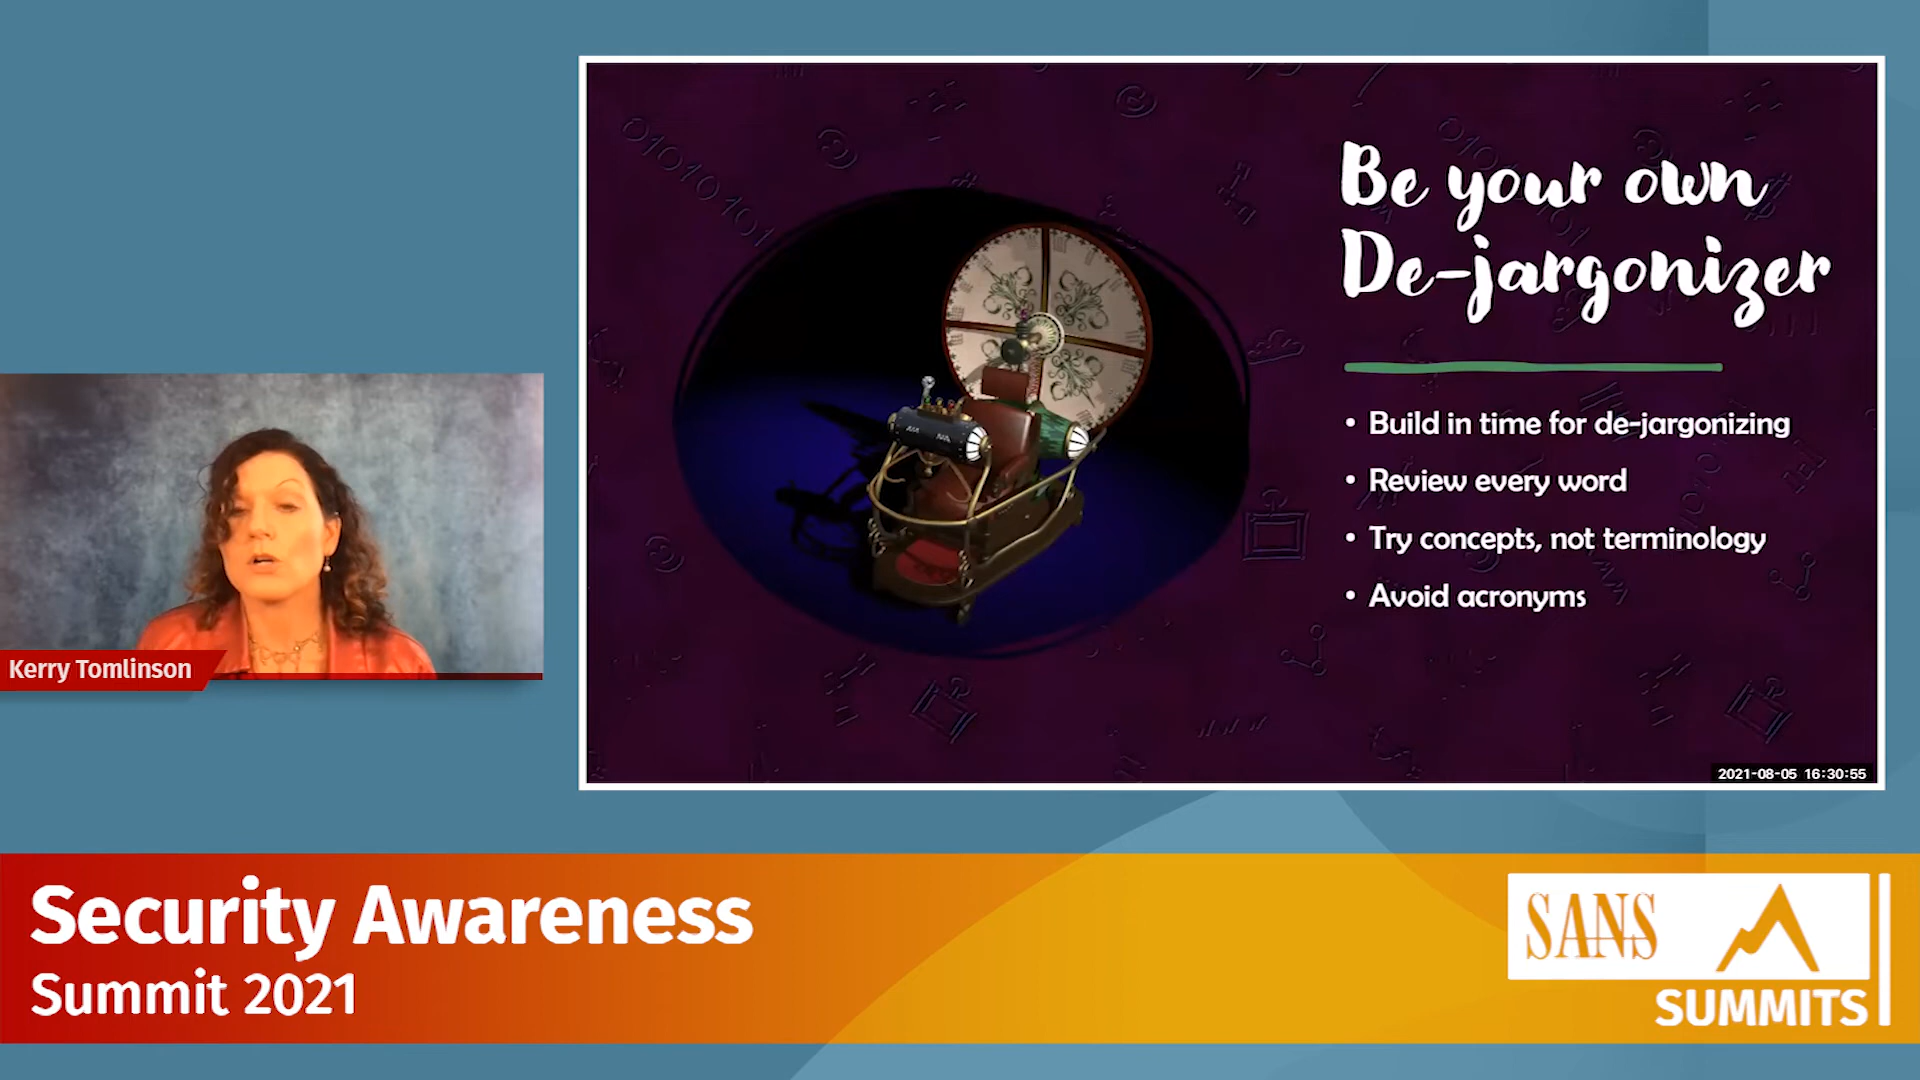 Be your own
De-jargonizer
• Build in time for de-jargonizing
• Review every word
• Try concepts, not terminology
• Avoid acronyms
2021-08-05 16:30:55
Kerry Tomlinson
Security Awareness
Summit 2021
SANS
SUMMITS